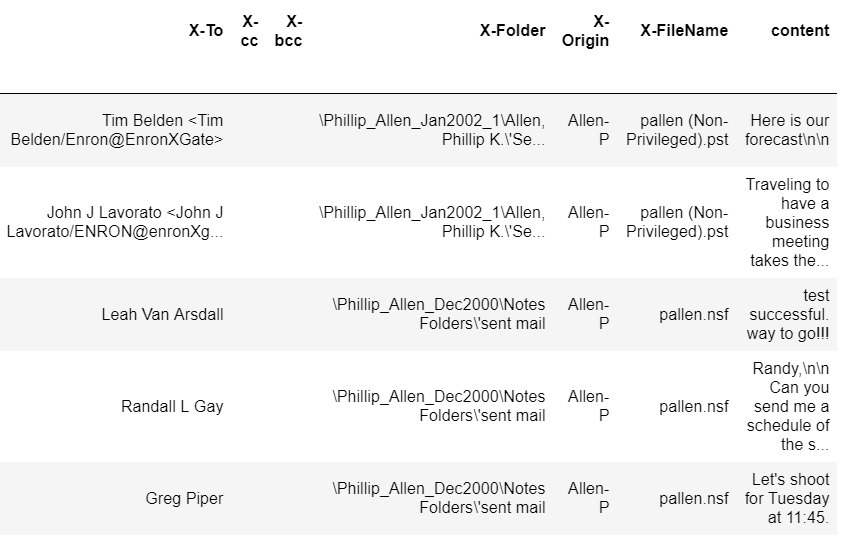 X-To X-cc X-bcc X-Folder X-Origin X-FileName content
Tim Belden <Tim Belden/Enron@EnronXGate> \Phillip_Allen_Jan2002_1\Allen, Phillip K.\'Se... Allen-P pallen (Non-Privileged).pst Here is our forecast\n\n
John J Lavorato <John J Lavorato/ENRON@enronXg... \Phillip_Allen_Jan2002_1\Allen, Phillip K.\'Se... Allen-P pallen (Non-Privileged).pst Traveling to have a business meeting takes the...
Leah Van Arsdall \Phillip_Allen_Dec2000\Notes Folders\'sent mail Allen-P pallen.nsf test successful. way to go!!!
Randall L Gay \Phillip_Allen_Dec2000\Notes Folders\'sent mail Allen-P pallen.nsf Randy,\n\n Can you send me a schedule of the s...
Greg Piper \Phillip_Allen_Dec2000\Notes Folders\'sent mail Allen-P pallen.nsf Let's shoot for Tuesday at 11:45.